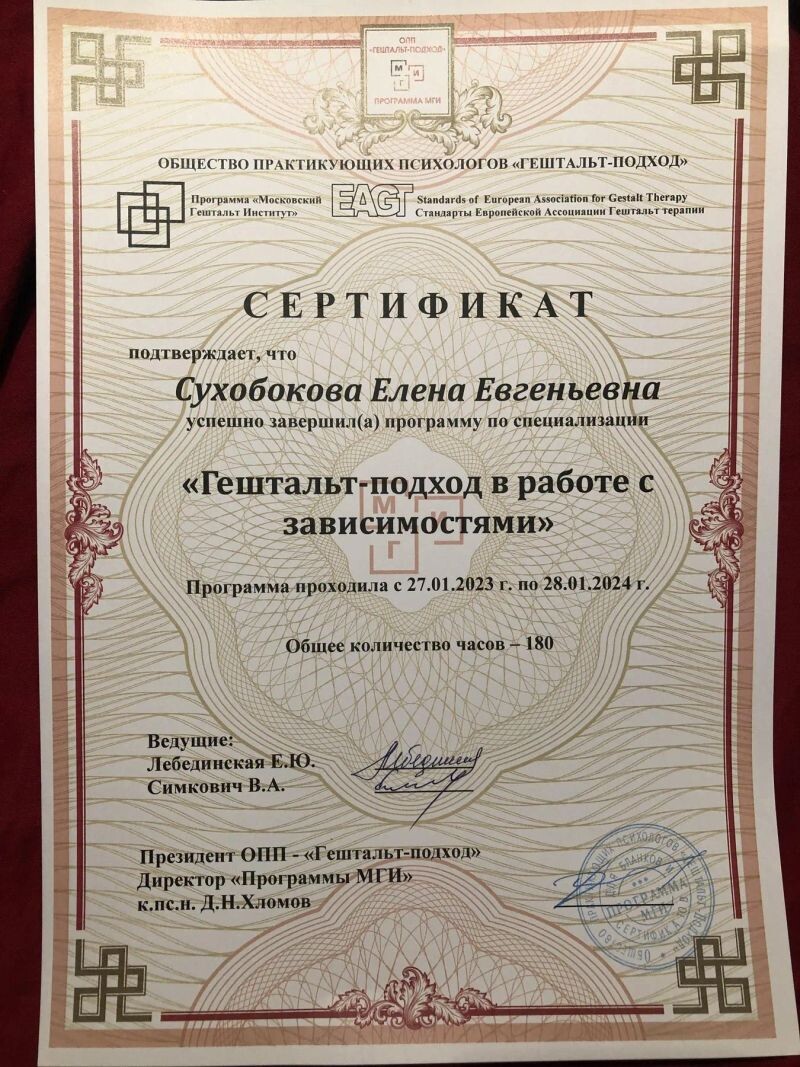 ОПП
«ГЕШТАЛЬТ-ПОДХОД»
М
И
Г
ПРОГРАММА МГИ
ОБЩЕСТВО ПРАКТИКУЮЩИХ ПСИХОЛОГОВ «ГЕШТАЛЬТ-ПОДХОД»
Программа «Московский
Гештальт Институт»
EAGT
Standards of European Association for Gestalt Therapy
Стандарты Европейской Ассоциации Гештальт терапии
СЕРТИФИКАТ
подтверждает, что
Сухобокова Елена Евгеньевна
успешно завершил(а) программу по специализации
«Гештальт-подход в работе с
зависимостями»
М
И
Г
Программа проходила с 27.01.2023 г. по 28.01.2024 г.
Общее количество часов – 180
Ведущие:
Лебединская Е.Ю.
Симкович В.А.
Президент ОПП - «Гештальт-подход»
Директор «Программы МГИ»
к.пс.н. Д.Н.Хломов
ПРОГРАММА
МГИ